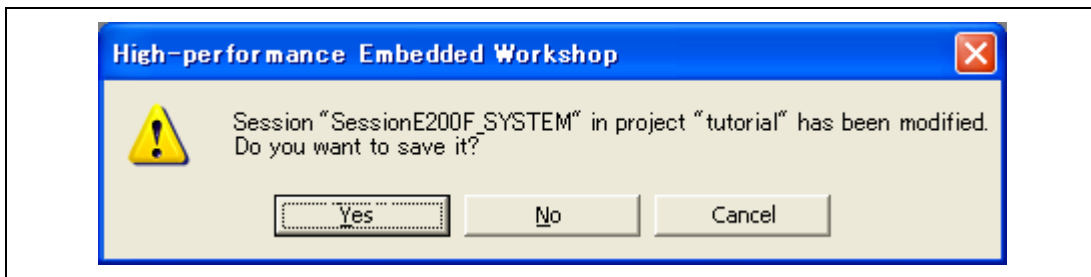 High-performance Embedded Workshop
Session "SessionE200F_SYSTEM" in project "tutorial" has been modified.
Do you want to save it?
Yes
No
Cancel